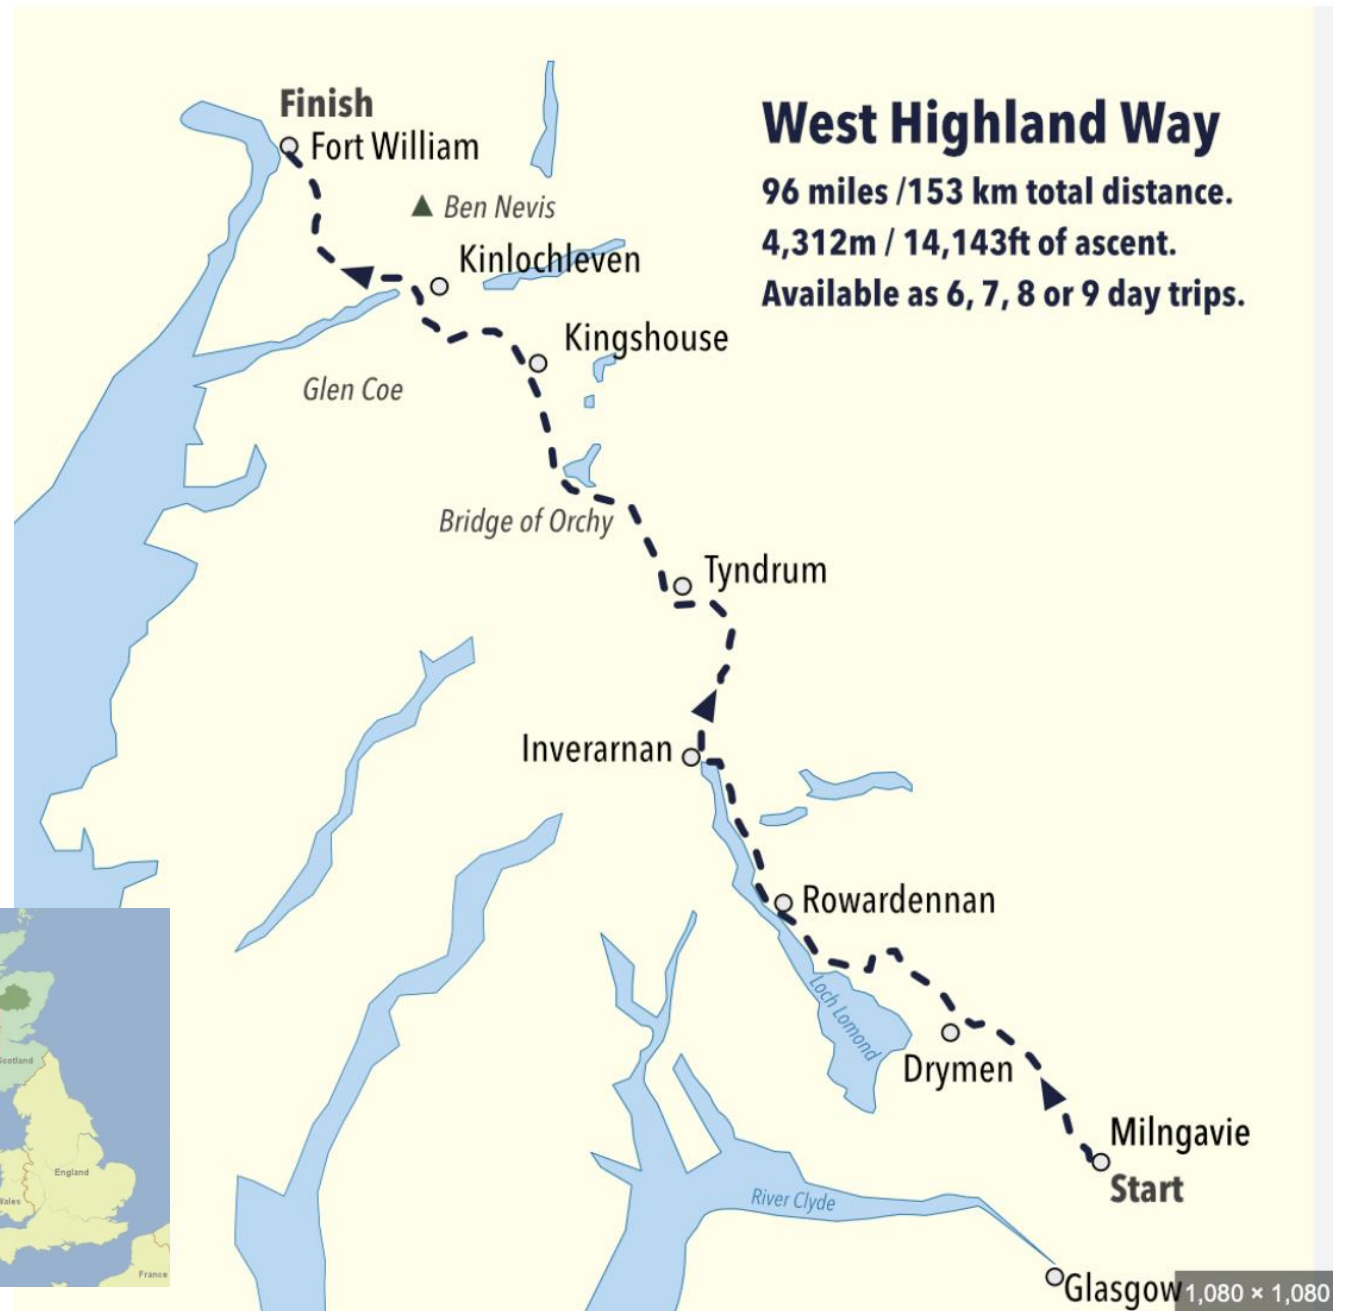 West Highland Way
96 miles /153 km total distance.
4,312m / 14,143ft of ascent.
Available as 6, 7, 8 or 9 day trips.
Finish
Fort William
Ben Nevis
Kinlochleven
Kingshouse
Glen Coe
Bridge of Orchy
Tyndrum
Inverarnan
Rowardennan
Loch Lomond
Drymen
Milngavie
Start
River Clyde
Glasgow
1,080 × 1,080
Scotland
England
Wales
France